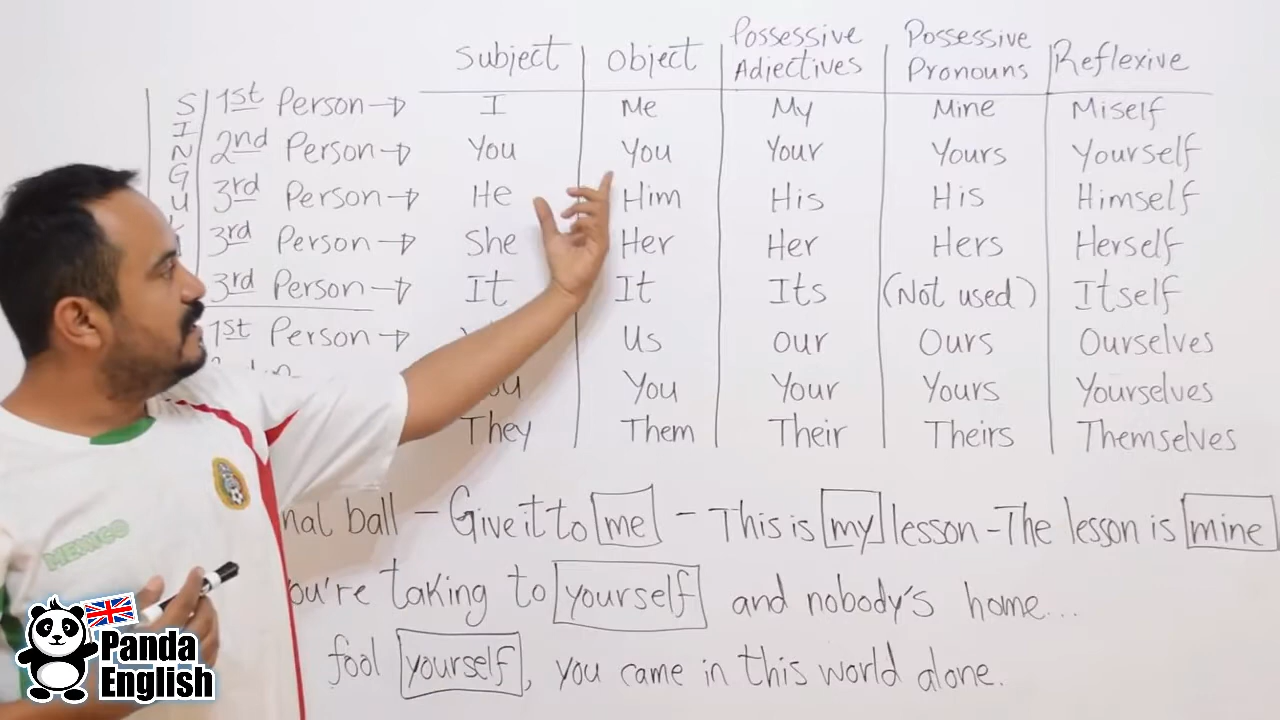 Subject Object Possessive Adjectives Possessive Pronouns Reflexive
1st Person → I Me My Mine Miself
2nd Person → You You Your Yours Yourself
3rd Person → He Him His His Himself
3rd Person → She Her Her Hers Herself
3rd Person → It It Its (Not used) Itself
1st Person → Us Our Ours Ourselves
You You Your Yours Yourselves
They Them Their Theirs Themselves
ball - Give it to me - This is my lesson - The lesson is mine
you're taking to yourself and nobody's home...
fool yourself, you came in this world alone.
MEXICO
Panda
English